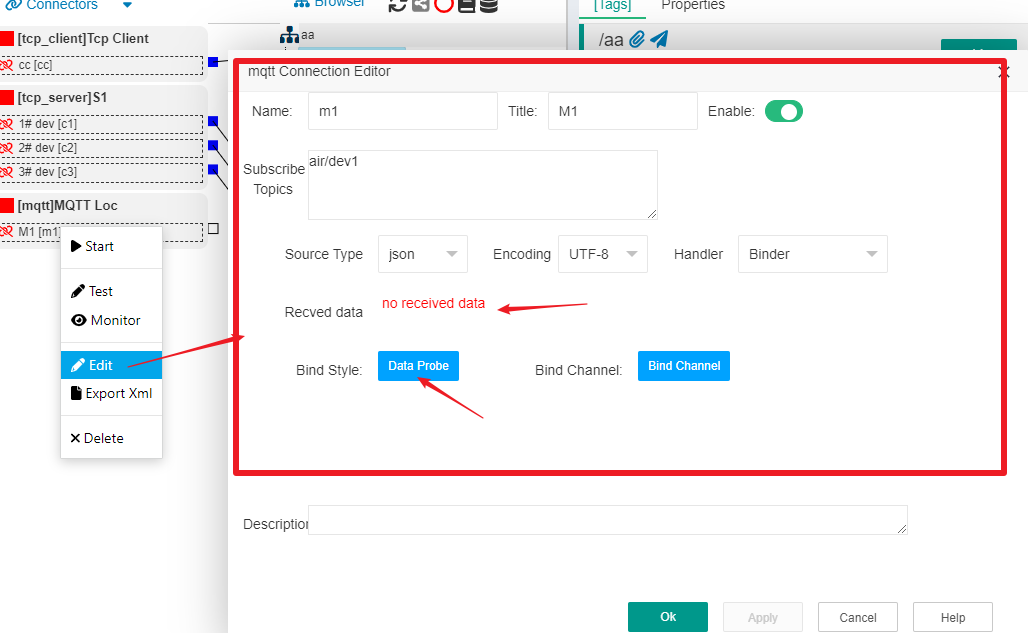 Connectors
Browser
[Tags]
Properties
[tcp_client]Tcp Client
aa
/aa
cc [cc]
mqtt Connection Editor
[tcp_server]S1
Name: m1 Title: M1 Enable:
1# dev [c1]
2# dev [c2]
3# dev [c3]
Subscribe Topics
air/dev1
[mqtt]MQTT Loc
M1 [m1]
Start
Test
Monitor
Edit
Export Xml
Delete
Source Type json Encoding UTF-8 Handler Binder
Recved data no received data
Bind Style: Data Probe Bind Channel: Bind Channel
Description
Ok Apply Cancel Help